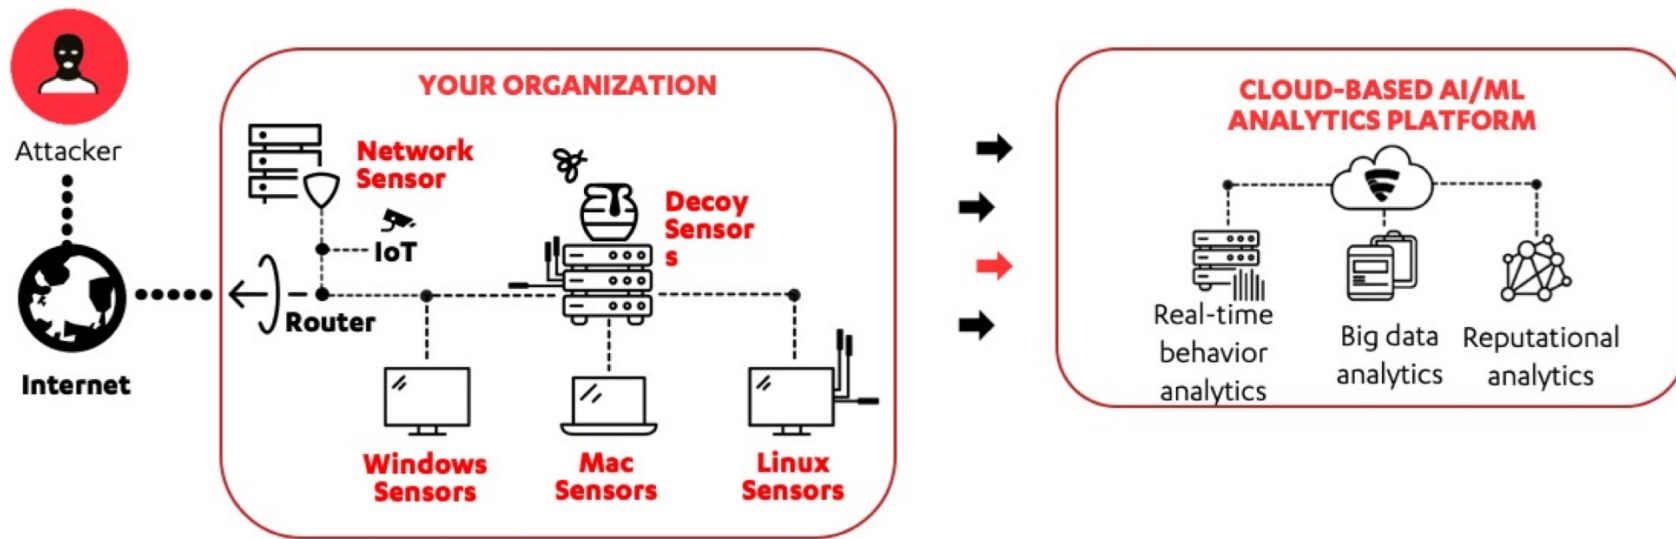 Attacker
Internet
YOUR ORGANIZATION
Network
Sensor
IoT
Router
Decoy
Sensor
s
Windows
Sensors
Mac
Sensors
Linux
Sensors
CLOUD-BASED AI/ML
ANALYTICS PLATFORM
Real-time
behavior
analytics
Big data
analytics
Reputational
analytics